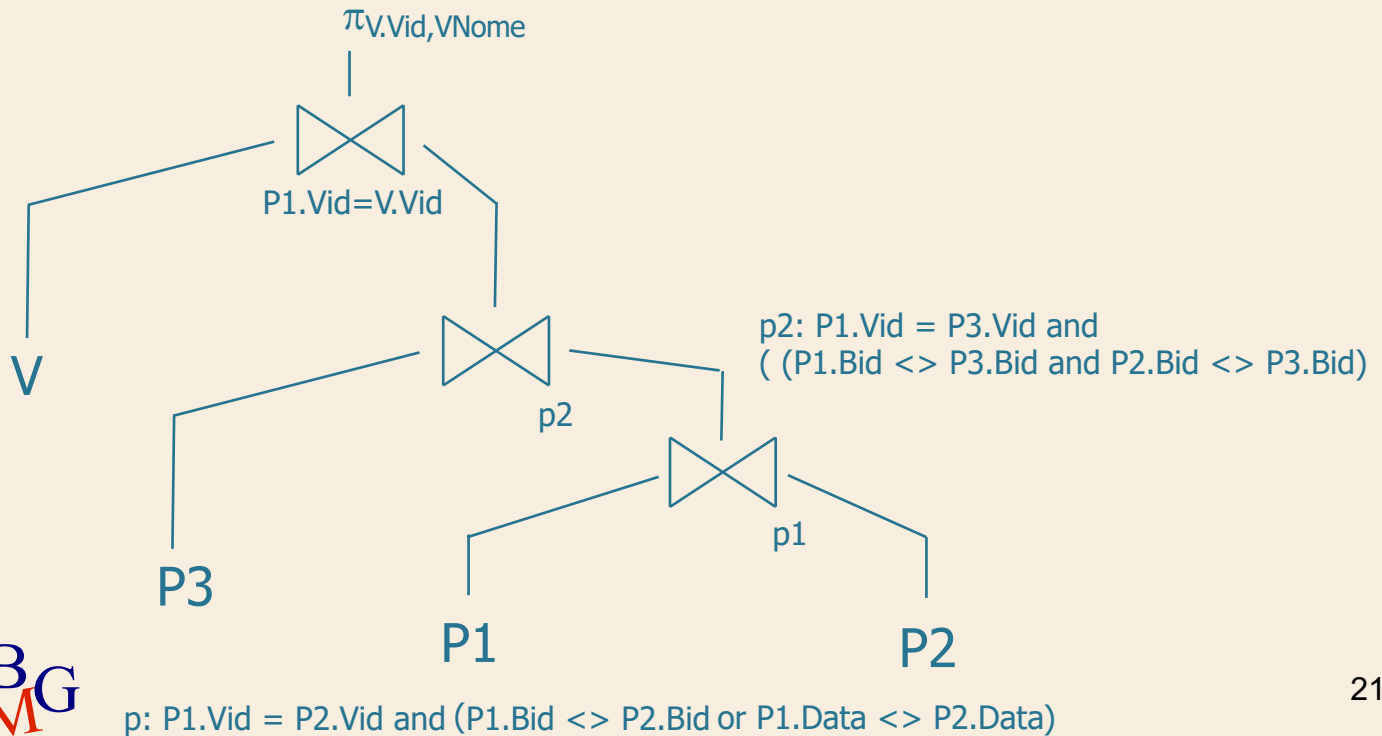 πV.Vid,VNome
P1.Vid=V.Vid
V
p2: P1.Vid = P3.Vid and
( (P1.Bid <> P3.Bid and P2.Bid <> P3.Bid)
p2
p1
P3
P1
P2
BG
M
21
p: P1.Vid = P2.Vid and (P1.Bid <> P2.Bid or P1.Data <> P2.Data)